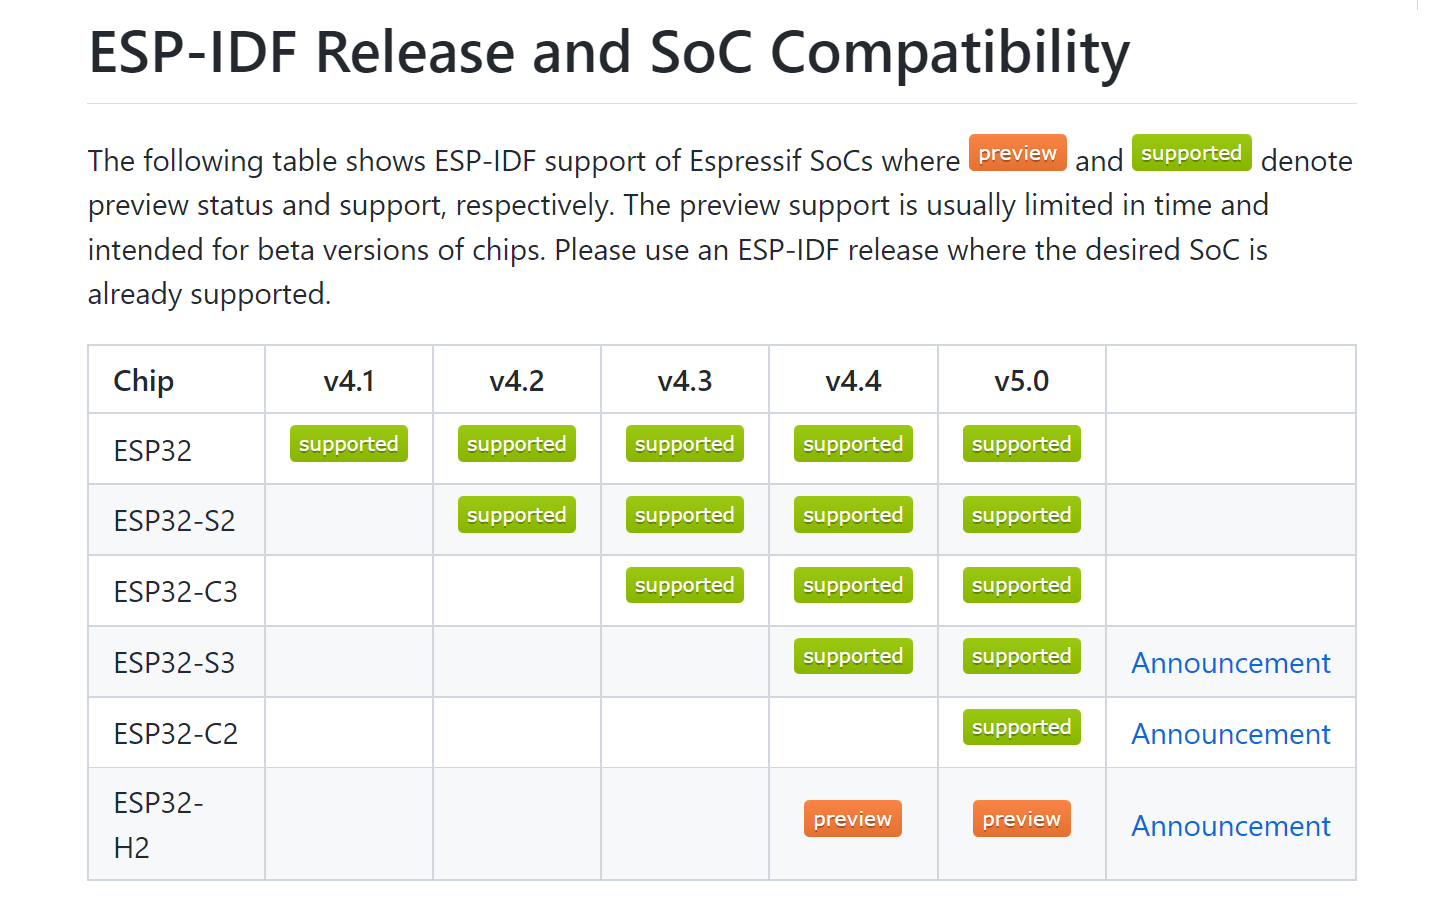 ESP-IDF Release and SoC Compatibility
The following table shows ESP-IDF support of Espressif SoCs where preview and supported denote
preview status and support, respectively. The preview support is usually limited in time and
intended for beta versions of chips. Please use an ESP-IDF release where the desired SoC is
already supported.
Chip v4.1 v4.2 v4.3 v4.4 v5.0
ESP32 supported supported supported supported supported
ESP32-S2 supported supported supported supported
ESP32-C3 supported supported supported
ESP32-S3 supported supported Announcement
ESP32-C2 supported Announcement
ESP32-
H2 preview preview Announcement